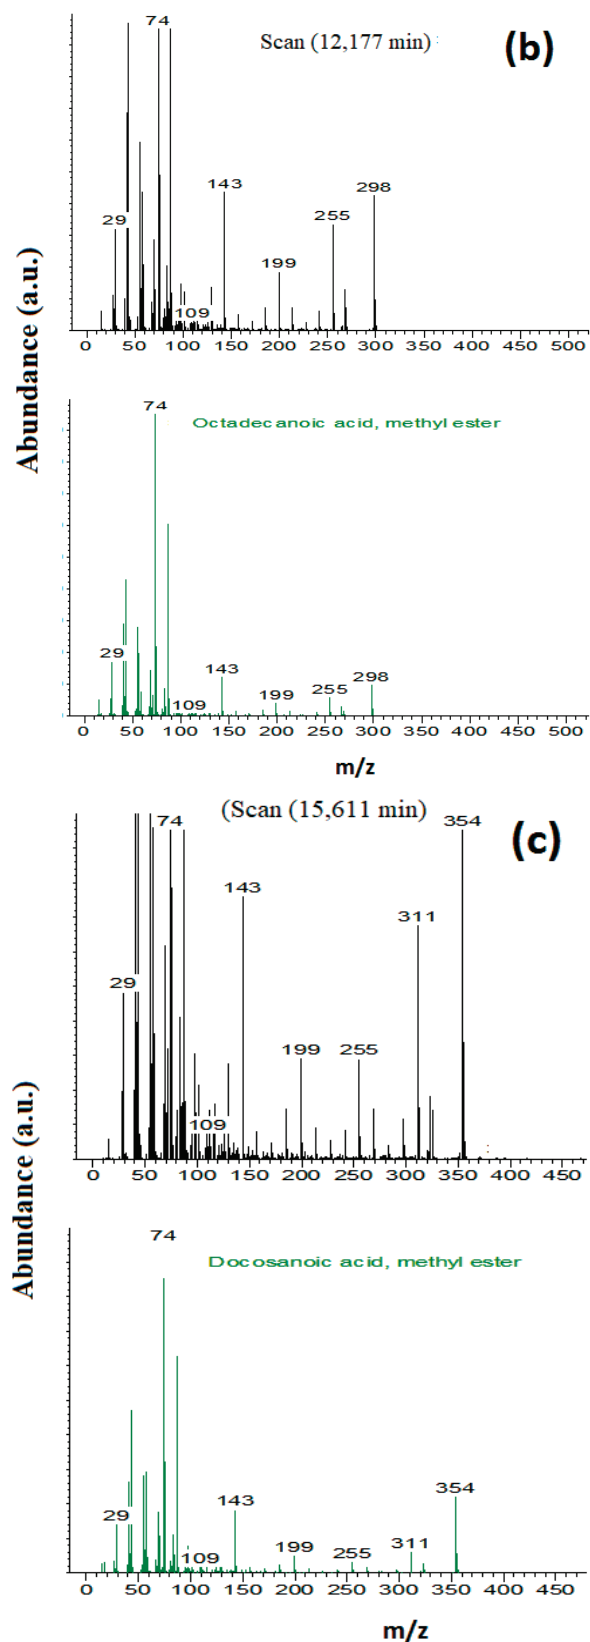 74
Scan (12,177 min)
(b)
143
298
29
255
199
109
0 50 100 150 200 250 300 350 400 450 500
Abundance (a.u.)
74
Octadecanoic acid, methyl ester
29
143
298
199
255
109
0 50 100 150 200 250 300 350 400 450 500
m/z
(Scan (15,611 min)
74
354
(c)
143
311
29
199
255
109
0 50 100 150 200 250 300 350 400 450
Abundance (a.u.)
74
Docosanoic acid, methyl ester
354
143
29
199
255
311
109
0 50 100 150 200 250 300 350 400 450
m/z